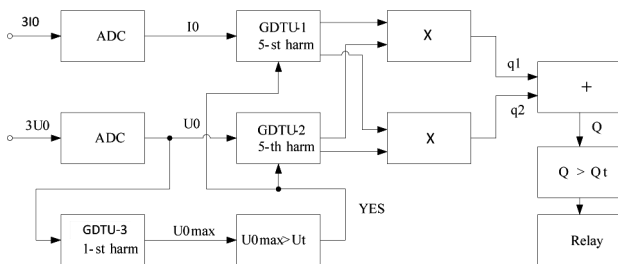 3I0
ADC
I0
GDTU-1
5-st harm
X
q1
+
q2
3U0
ADC
U0
GDTU-2
5-th harm
X
Q
Q > Qt
YES
GDTU-3
1-st harm
U0max
U0max>Ut
Relay